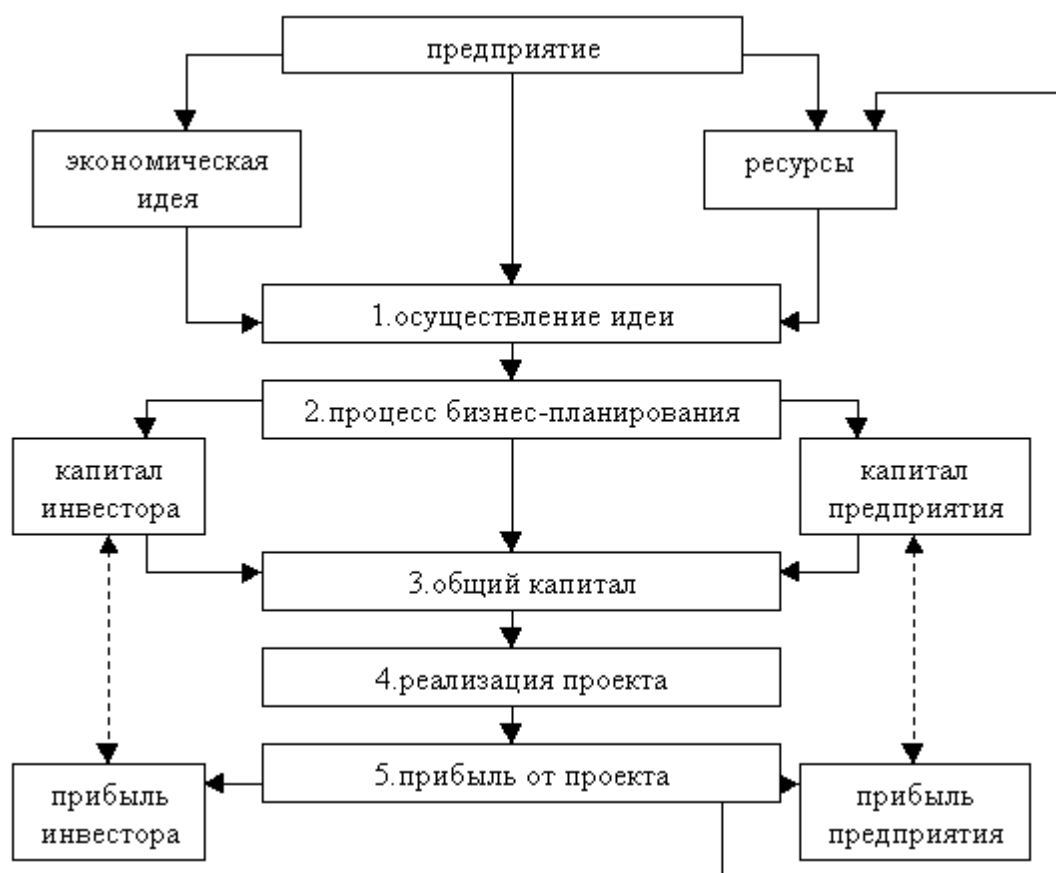 предприятие
экономическая
идея
ресурсы
1.осуществление идеи
2.процесс бизнес-планирования
капитал
инвестора
капитал
предприятия
3.общий капитал
4.реализация проекта
5.прибыль от проекта
прибыль
инвестора
прибыль
предприятия